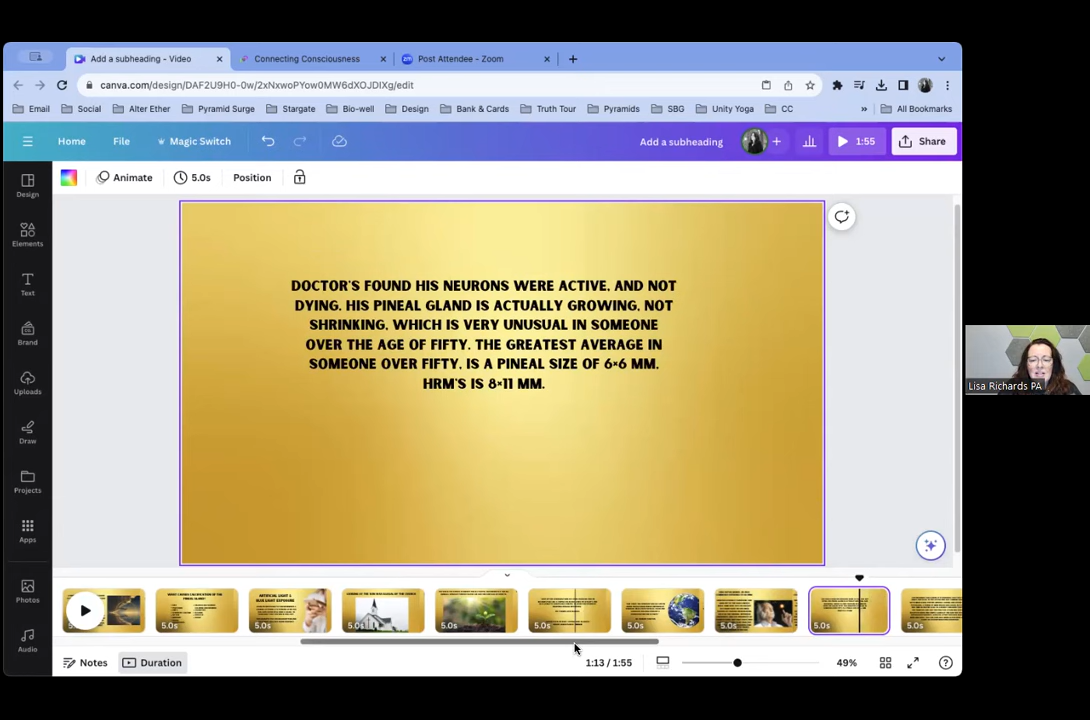 Add a subheading - Video
Connecting Consciousness
Post Attendee - Zoom
canva.com/design/DAF2U9H0-0w/2xNxwoPYow0MW6dXOJDIXg/edit
Email
Social
Alter Ether
Pyramid Surge
Stargate
Bio-well
Design
Bank & Cards
Truth Tour
Pyramids
SBG
Unity Yoga
CC
»
All Bookmarks
Home
File
Magic Switch
Add a subheading
1:55
Share
Animate
5.0s
Position
Design
Elements
Text
Brand
Uploads
Draw
Projects
Apps
Photos
Audio
DOCTOR'S FOUND HIS NEURONS WERE ACTIVE, AND NOT
DYING. HIS PINEAL GLAND IS ACTUALLY GROWING, NOT
SHRINKING, WHICH IS VERY UNUSUAL IN SOMEONE
OVER THE AGE OF FIFTY. THE GREATEST AVERAGE IN
SOMEONE OVER FIFTY, IS A PINEAL SIZE OF 6×6 MM.
HRM'S IS 8×11 MM.
Lisa Richards PA
5.0s
5.0s
5.0s
5.0s
5.0s
5.0s
5.0s
5.0s
5.0s
5.0s
Notes
Duration
1:13 / 1:55
49%